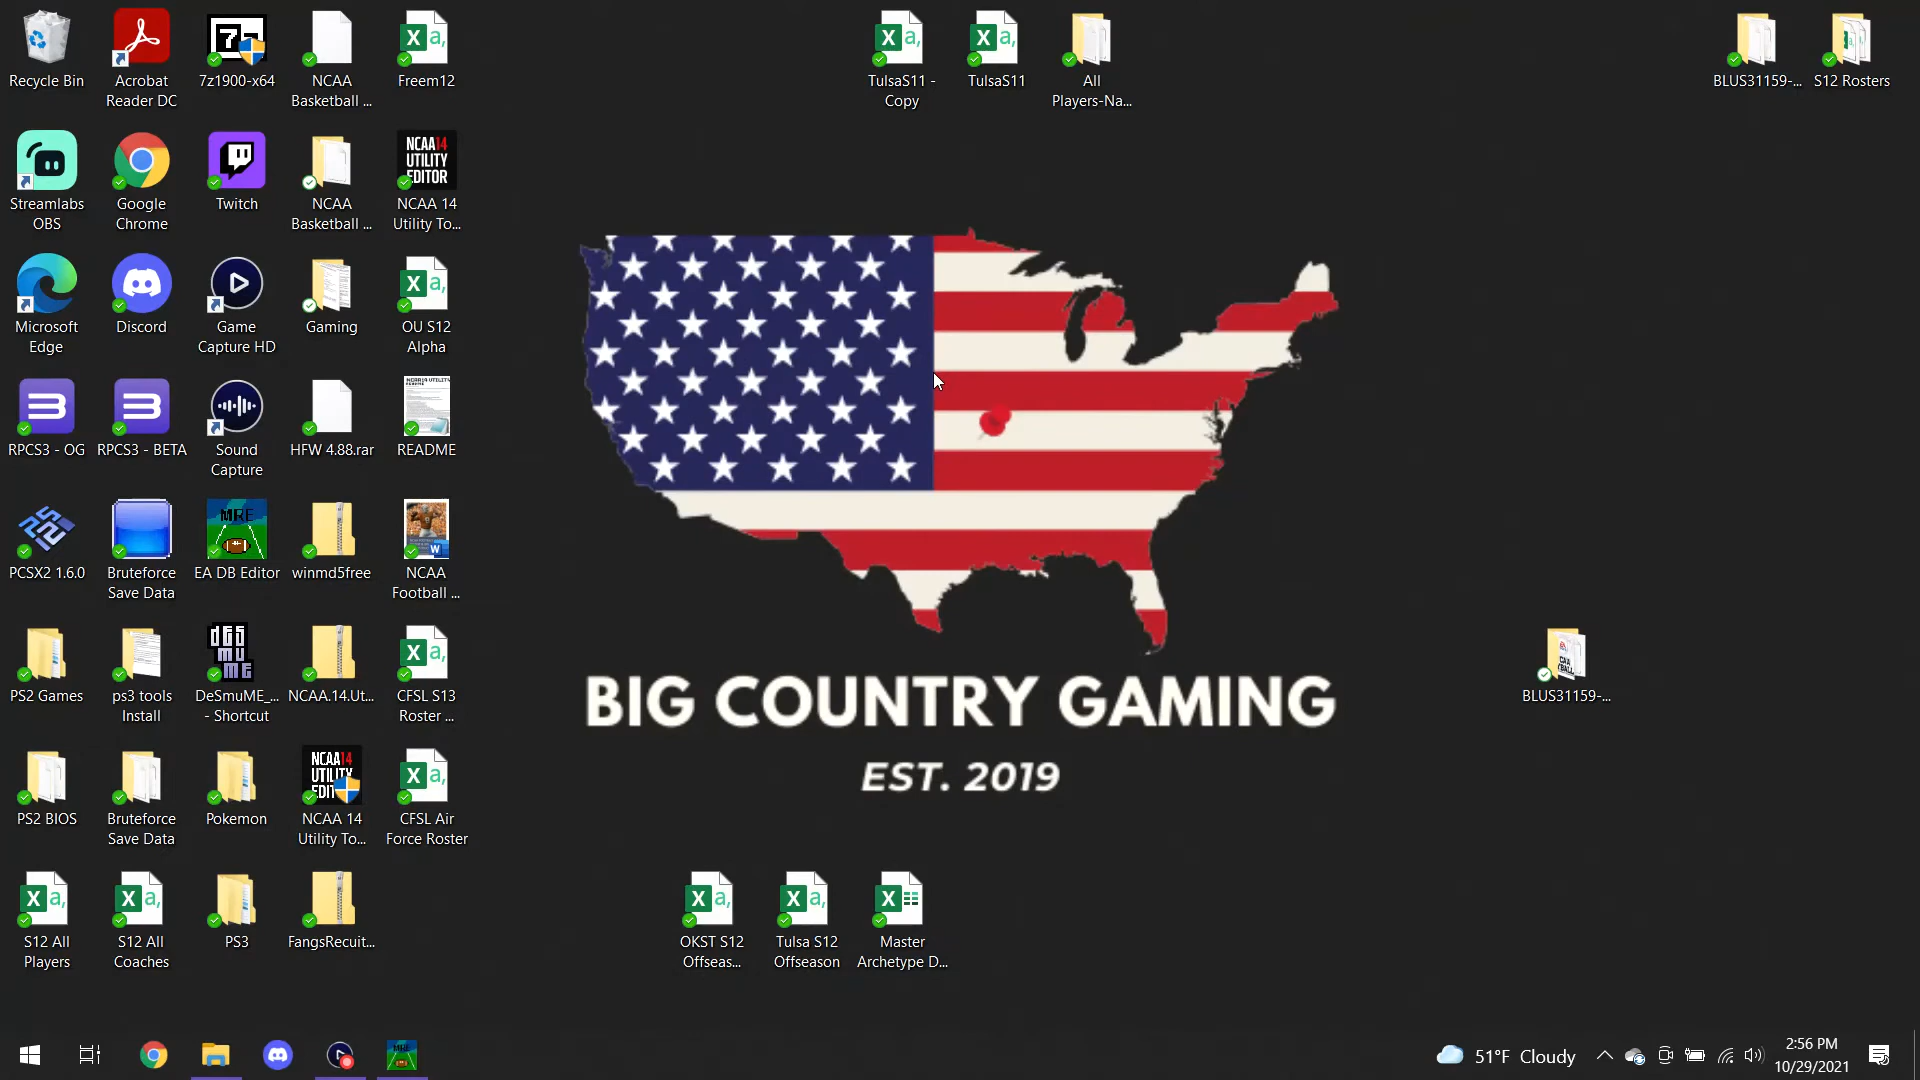 Recycle Bin
Acrobat
Reader DC
7z1900-x64
NCAA
Basketball ...
Freem12
TulsaS11 -
Copy
TulsaS11
All
Players-Na...
BLUS31159-...
S12 Rosters
Streamlabs
OBS
Google
Chrome
Twitch
NCAA
Basketball ...
NCAA14
UTILITY
EDITOR
NCAA 14
Utility To...
Microsoft
Edge
Discord
Game
Capture HD
Gaming
OU S12
Alpha
RPCS3 - OG
RPCS3 - BETA
Sound
Capture
HFW 4.88.rar
README
PCSX2 1.6.0
Bruteforce
Save Data
MRE
EA DB Editor
winmd5free
NCAA
Football ...
PS2 Games
ps3 tools
Install
DeSmuME_...
- Shortcut
NCAA.14.Ut...
CFSL S13
Roster ...
BLUS31159-...
BIG COUNTRY GAMING
EST. 2019
PS2 BIOS
Bruteforce
Save Data
Pokemon
NCAA14
UTILITY
NCAA 14
Utility To...
CFSL Air
Force Roster
S12 All
Players
S12 All
Coaches
PS3
FangsRecuit...
OKST S12
Offseas...
Tulsa S12
Offseason
Master
Archetype D...
51°F Cloudy
2:56 PM
10/29/2021